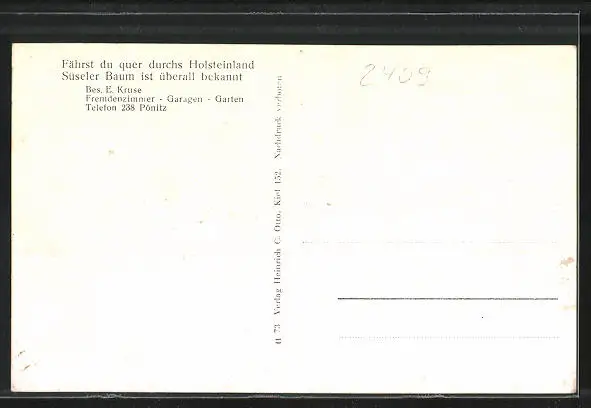 Fährst du quer durchs Holsteinland
Süseler Baum ist überall bekannt
Bes. E. Kruse
Fremdenzimmer - Garagen - Garten
Telefon 238 Pönitz
2409
41 73 Verlag Heinrich C. Otto, Kiel 152. Nachdruck verboten